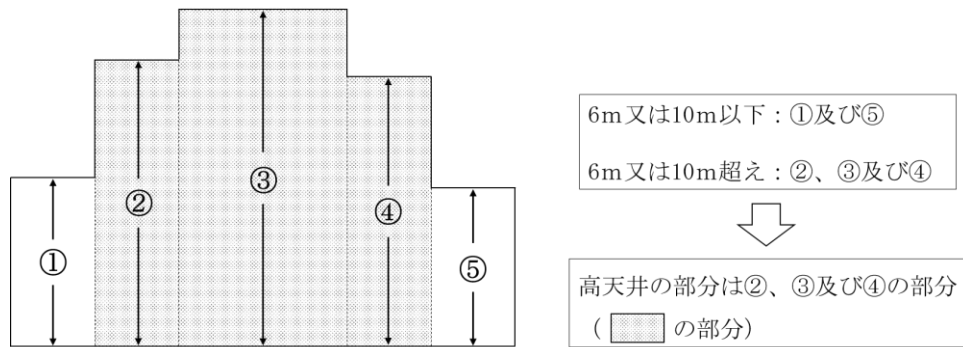 ①
②
③
④
⑤
6m又は10m以下：①及び⑤
6m又は10m超え：②、③及び④
高天井の部分は②、③及び④の部分
（ の部分）